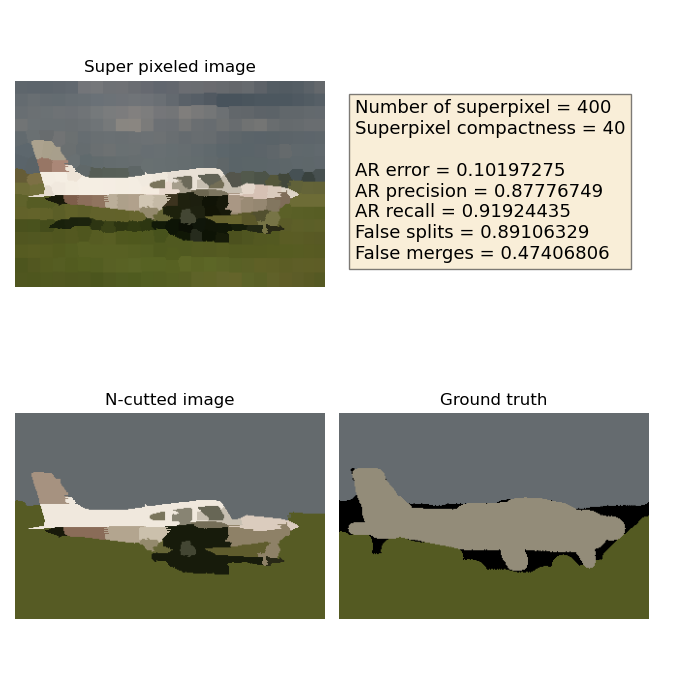 Super pixeled image
Number of superpixel = 400
Superpixel compactness = 40
AR error = 0.10197275
AR precision = 0.87776749
AR recall = 0.91924435
False splits = 0.89106329
False merges = 0.47406806
N-cutted image
Ground truth